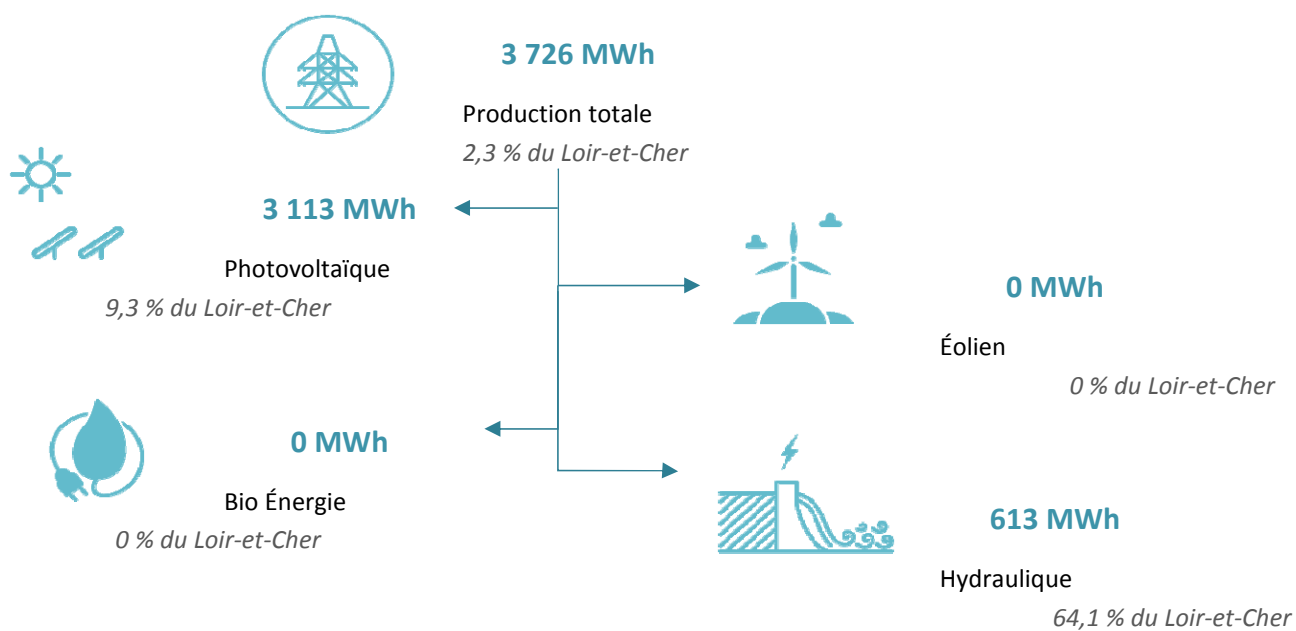 3 726 MWh
Production totale
2,3 % du Loir-et-Cher
3 113 MWh
Photovoltaïque
9,3 % du Loir-et-Cher
0 MWh
Éolien
0 % du Loir-et-Cher
0 MWh
Bio Énergie
0 % du Loir-et-Cher
613 MWh
Hydraulique
64,1 % du Loir-et-Cher